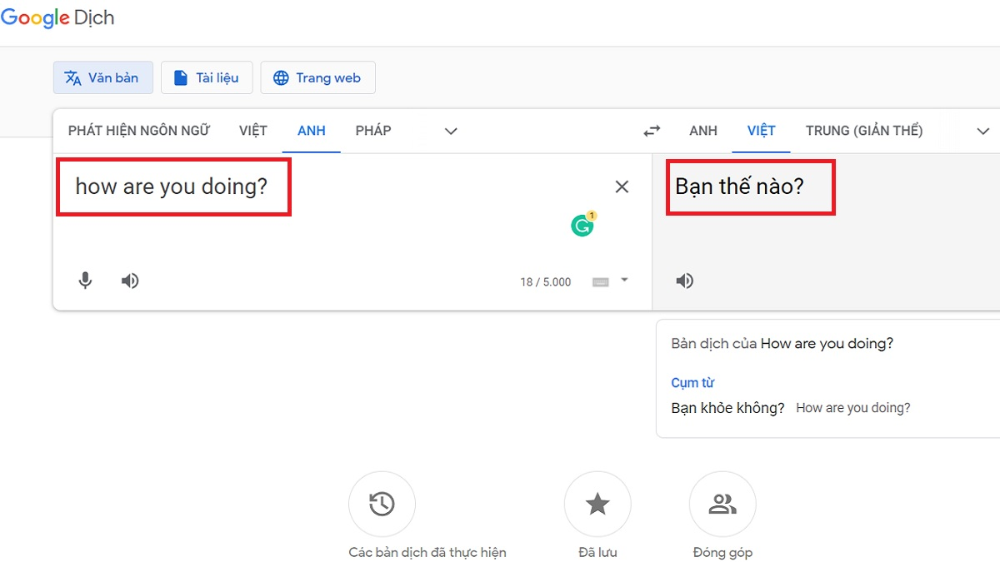 Google Dịch
Văn bản Tài liệu Trang web
PHÁT HIỆN NGÔN NGỮ VIỆT ANH PHÁP ANH VIỆT TRUNG (GIẢN THỂ)
how are you doing? Bạn thế nào?
1
18 / 5.000
Bản dịch của How are you doing?
Cụm từ
Bạn khỏe không? How are you doing?
Các bản dịch đã thực hiện Đã lưu Đóng góp